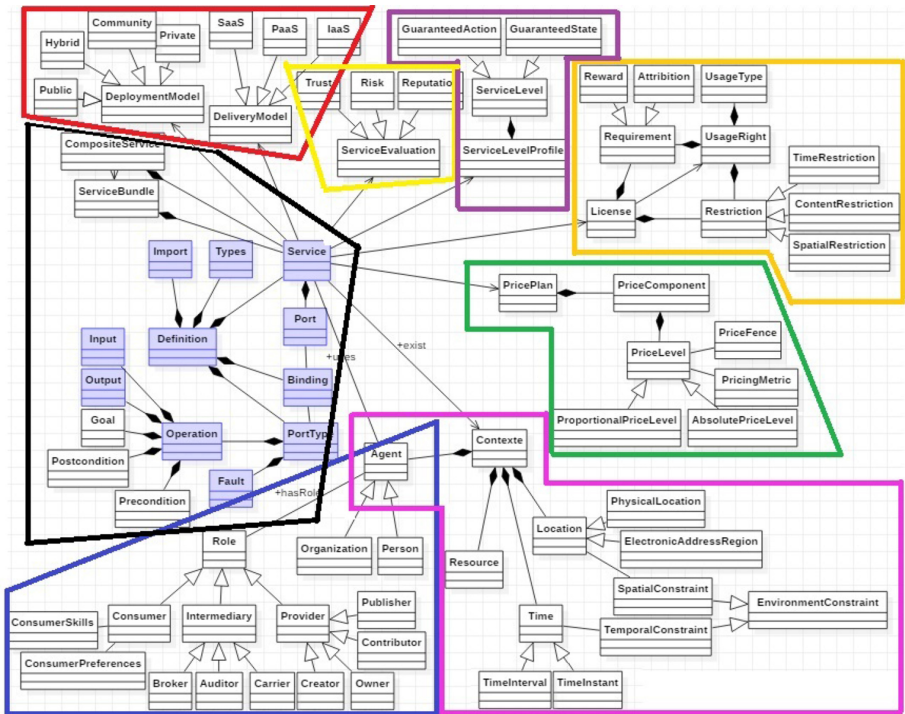 Community
SaaS
PaaS
IaaS
Hybrid
Private
Public
DeploymentModel
DeliveryModel
GuaranteedAction
GuaranteedState
Trust
Risk
Reputatio
ServiceLevel
ServiceEvaluation
ServiceLevelProfile
Reward
Attribition
UsageType
Requirement
UsageRight
TimeRestriction
License
Restriction
ContentRestriction
SpatialRestriction
CompositeService
ServiceBundle
Import
Types
Service
Port
Input
Definition
+uses
+exist
Output
Binding
Goal
Operation
PortType
Postcondition
Fault
Precondition
PricePlan
PriceComponent
PriceLevel
PriceFence
PricingMetric
ProportionalPriceLevel
AbsolutePriceLevel
Agent
Contexte
+hasRole
Role
Organization
Person
Resource
Location
PhysicalLocation
ElectronicAddressRegion
SpatialConstraint
EnvironmentConstraint
Time
TemporalConstraint
TimeInterval
TimeInstant
ConsumerSkills
Consumer
Intermediary
Provider
Publisher
Contributor
ConsumerPreferences
Broker
Auditor
Carrier
Creator
Owner